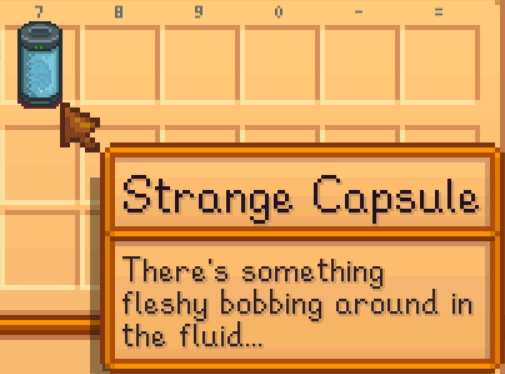 7 8 9 0 - =
Strange Capsule
There's something
fleshy bobbing around in
the fluid...